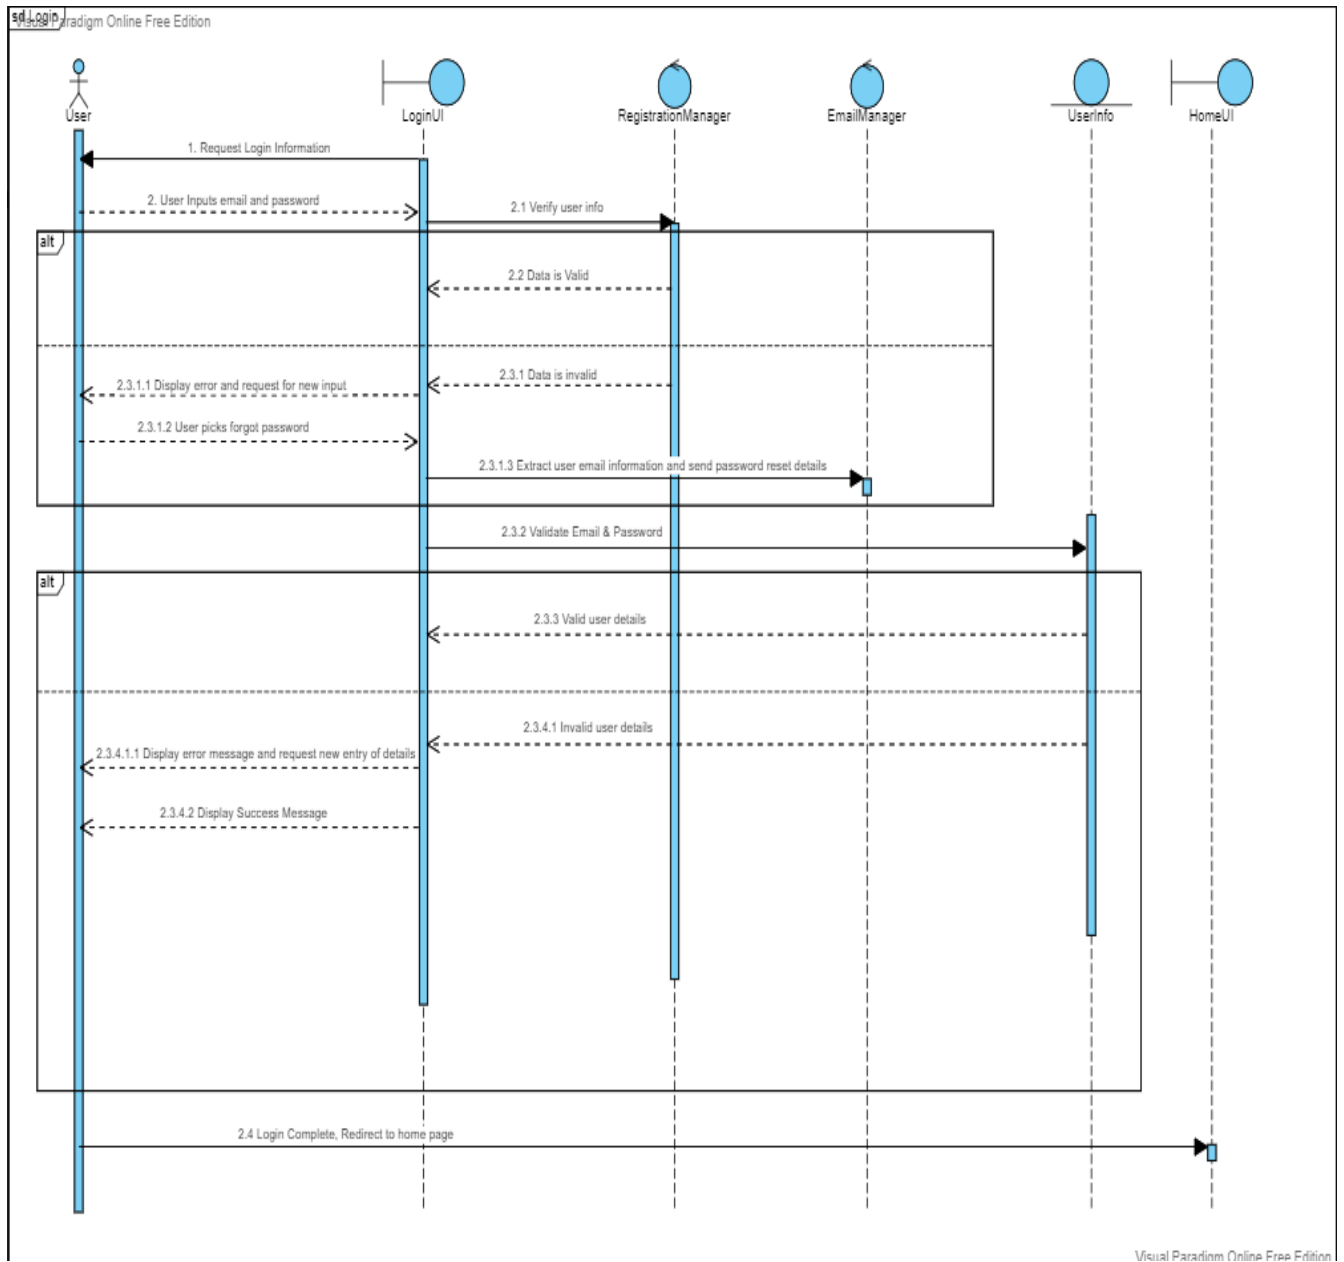 sd Login
Visual Paradigm Online Free Edition
User
LoginUI
RegistrationManager
EmailManager
UserInfo
HomeUI
1. Request Login Information
2. User Inputs email and password
2.1 Verify user info
alt
2.2 Data is Valid
2.3.1 Data is invalid
2.3.1.1 Display error and request for new input
2.3.1.2 User picks forgot password
2.3.1.3 Extract user email information and send password reset details
2.3.2 Validate Email & Password
alt
2.3.3 Valid user details
2.3.4.1 Invalid user details
2.3.4.1.1 Display error message and request new entry of details
2.3.4.2 Display Success Message
2.4 Login Complete, Redirect to home page
Visual Paradigm Online Free Edition